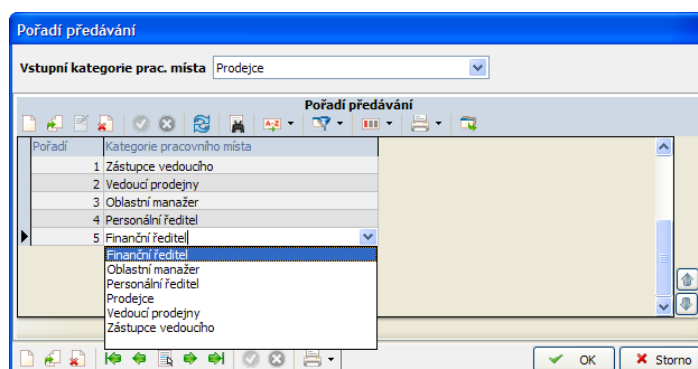 Pořadí předávání
Vstupní kategorie prac. místa Prodejce
Pořadí předávání
A-Z
Pořadí Kategorie pracovního místa
1 Zástupce vedoucího
2 Vedoucí prodejny
3 Oblastní manažer
4 Personální ředitel
5 Finanční ředitel
Finanční ředitel
Oblastní manažer
Personální ředitel
Prodejce
Vedoucí prodejny
Zástupce vedoucího
OK Storno